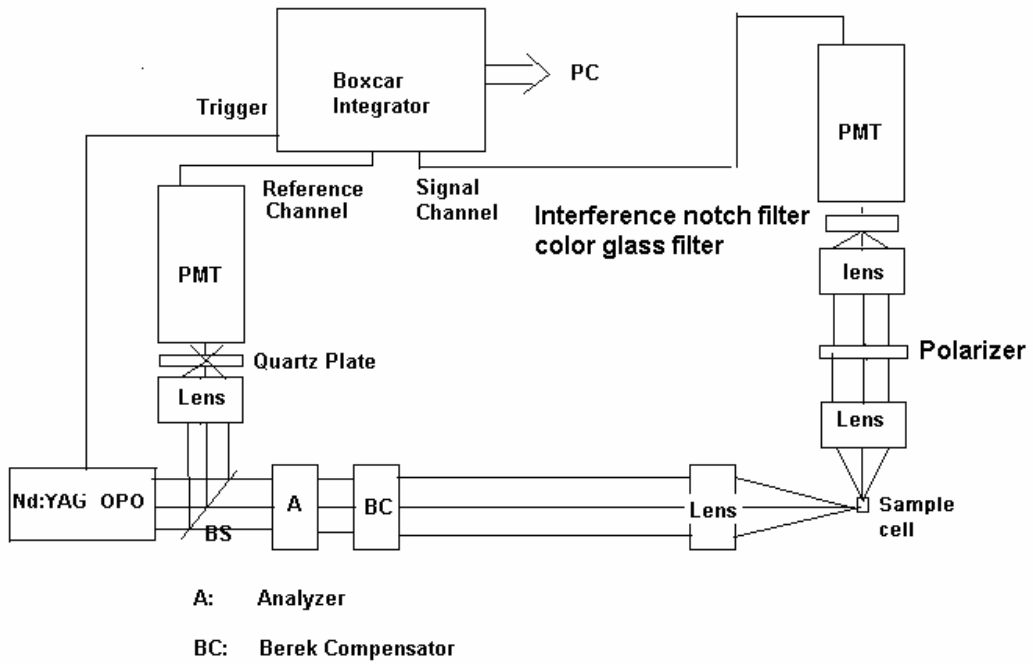 Boxcar
Integrator
PC
Trigger
PMT
Reference
Channel
Signal
Channel
Interference notch filter
color glass filter
PMT
lens
Quartz Plate
Polarizer
Lens
Lens
Nd:YAG OPO
BS
A
BC
Lens
Sample
cell
A: Analyzer
BC: Berek Compensator